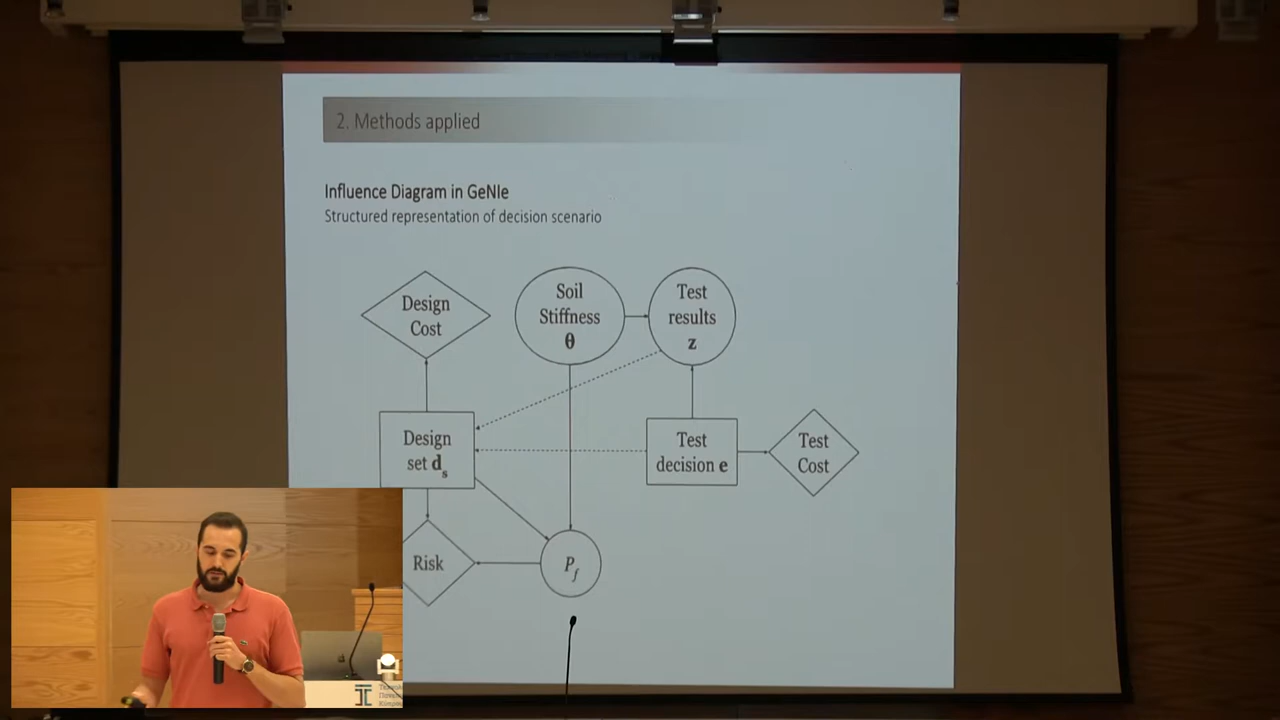 2. Methods applied
Influence Diagram in GeNIe
Structured representation of decision scenario
Design
Cost
Soil
Stiffness
θ
Test
results
z
Design
set dₛ
Test
decision e
Test
Cost
Risk
P_f